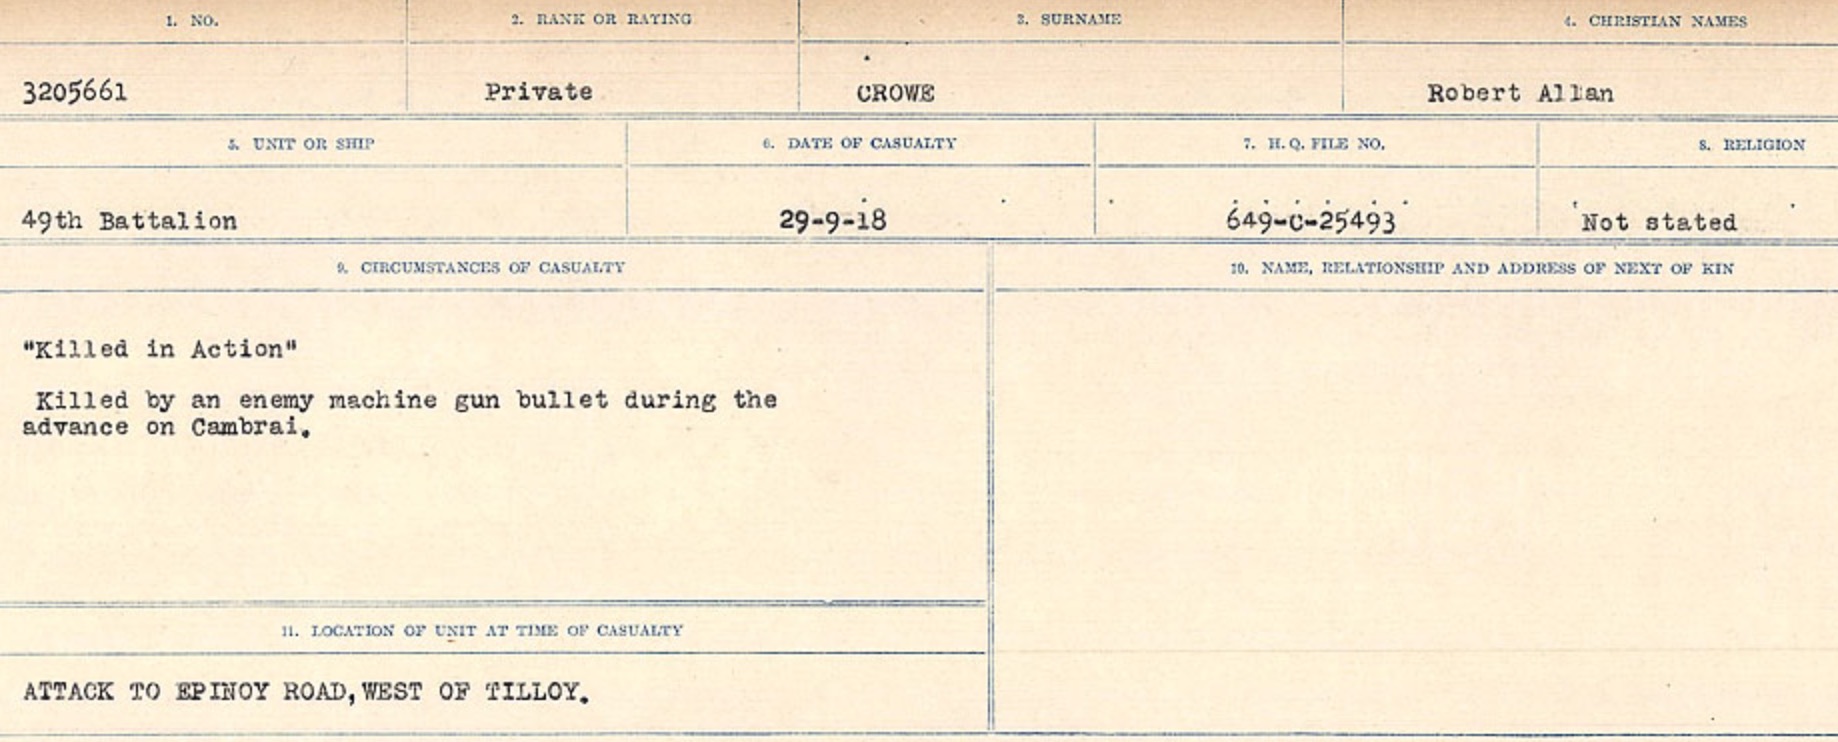 1. NO. 2. RANK OR RATING 3. SURNAME 4. CHRISTIAN NAMES
3205661 Private CROWE Robert Allan
5. UNIT OR SHIP 6. DATE OF CASUALTY 7. H. Q. FILE NO. 8. RELIGION
49th Battalion 29-9-18 649-C-25493 Not stated
9. CIRCUMSTANCES OF CASUALTY 10. NAME, RELATIONSHIP AND ADDRESS OF NEXT OF KIN
"Killed in Action"
Killed by an enemy machine gun bullet during the
advance on Cambrai.
11. LOCATION OF UNIT AT TIME OF CASUALTY
ATTACK TO EPINOY ROAD, WEST OF TILLOY.